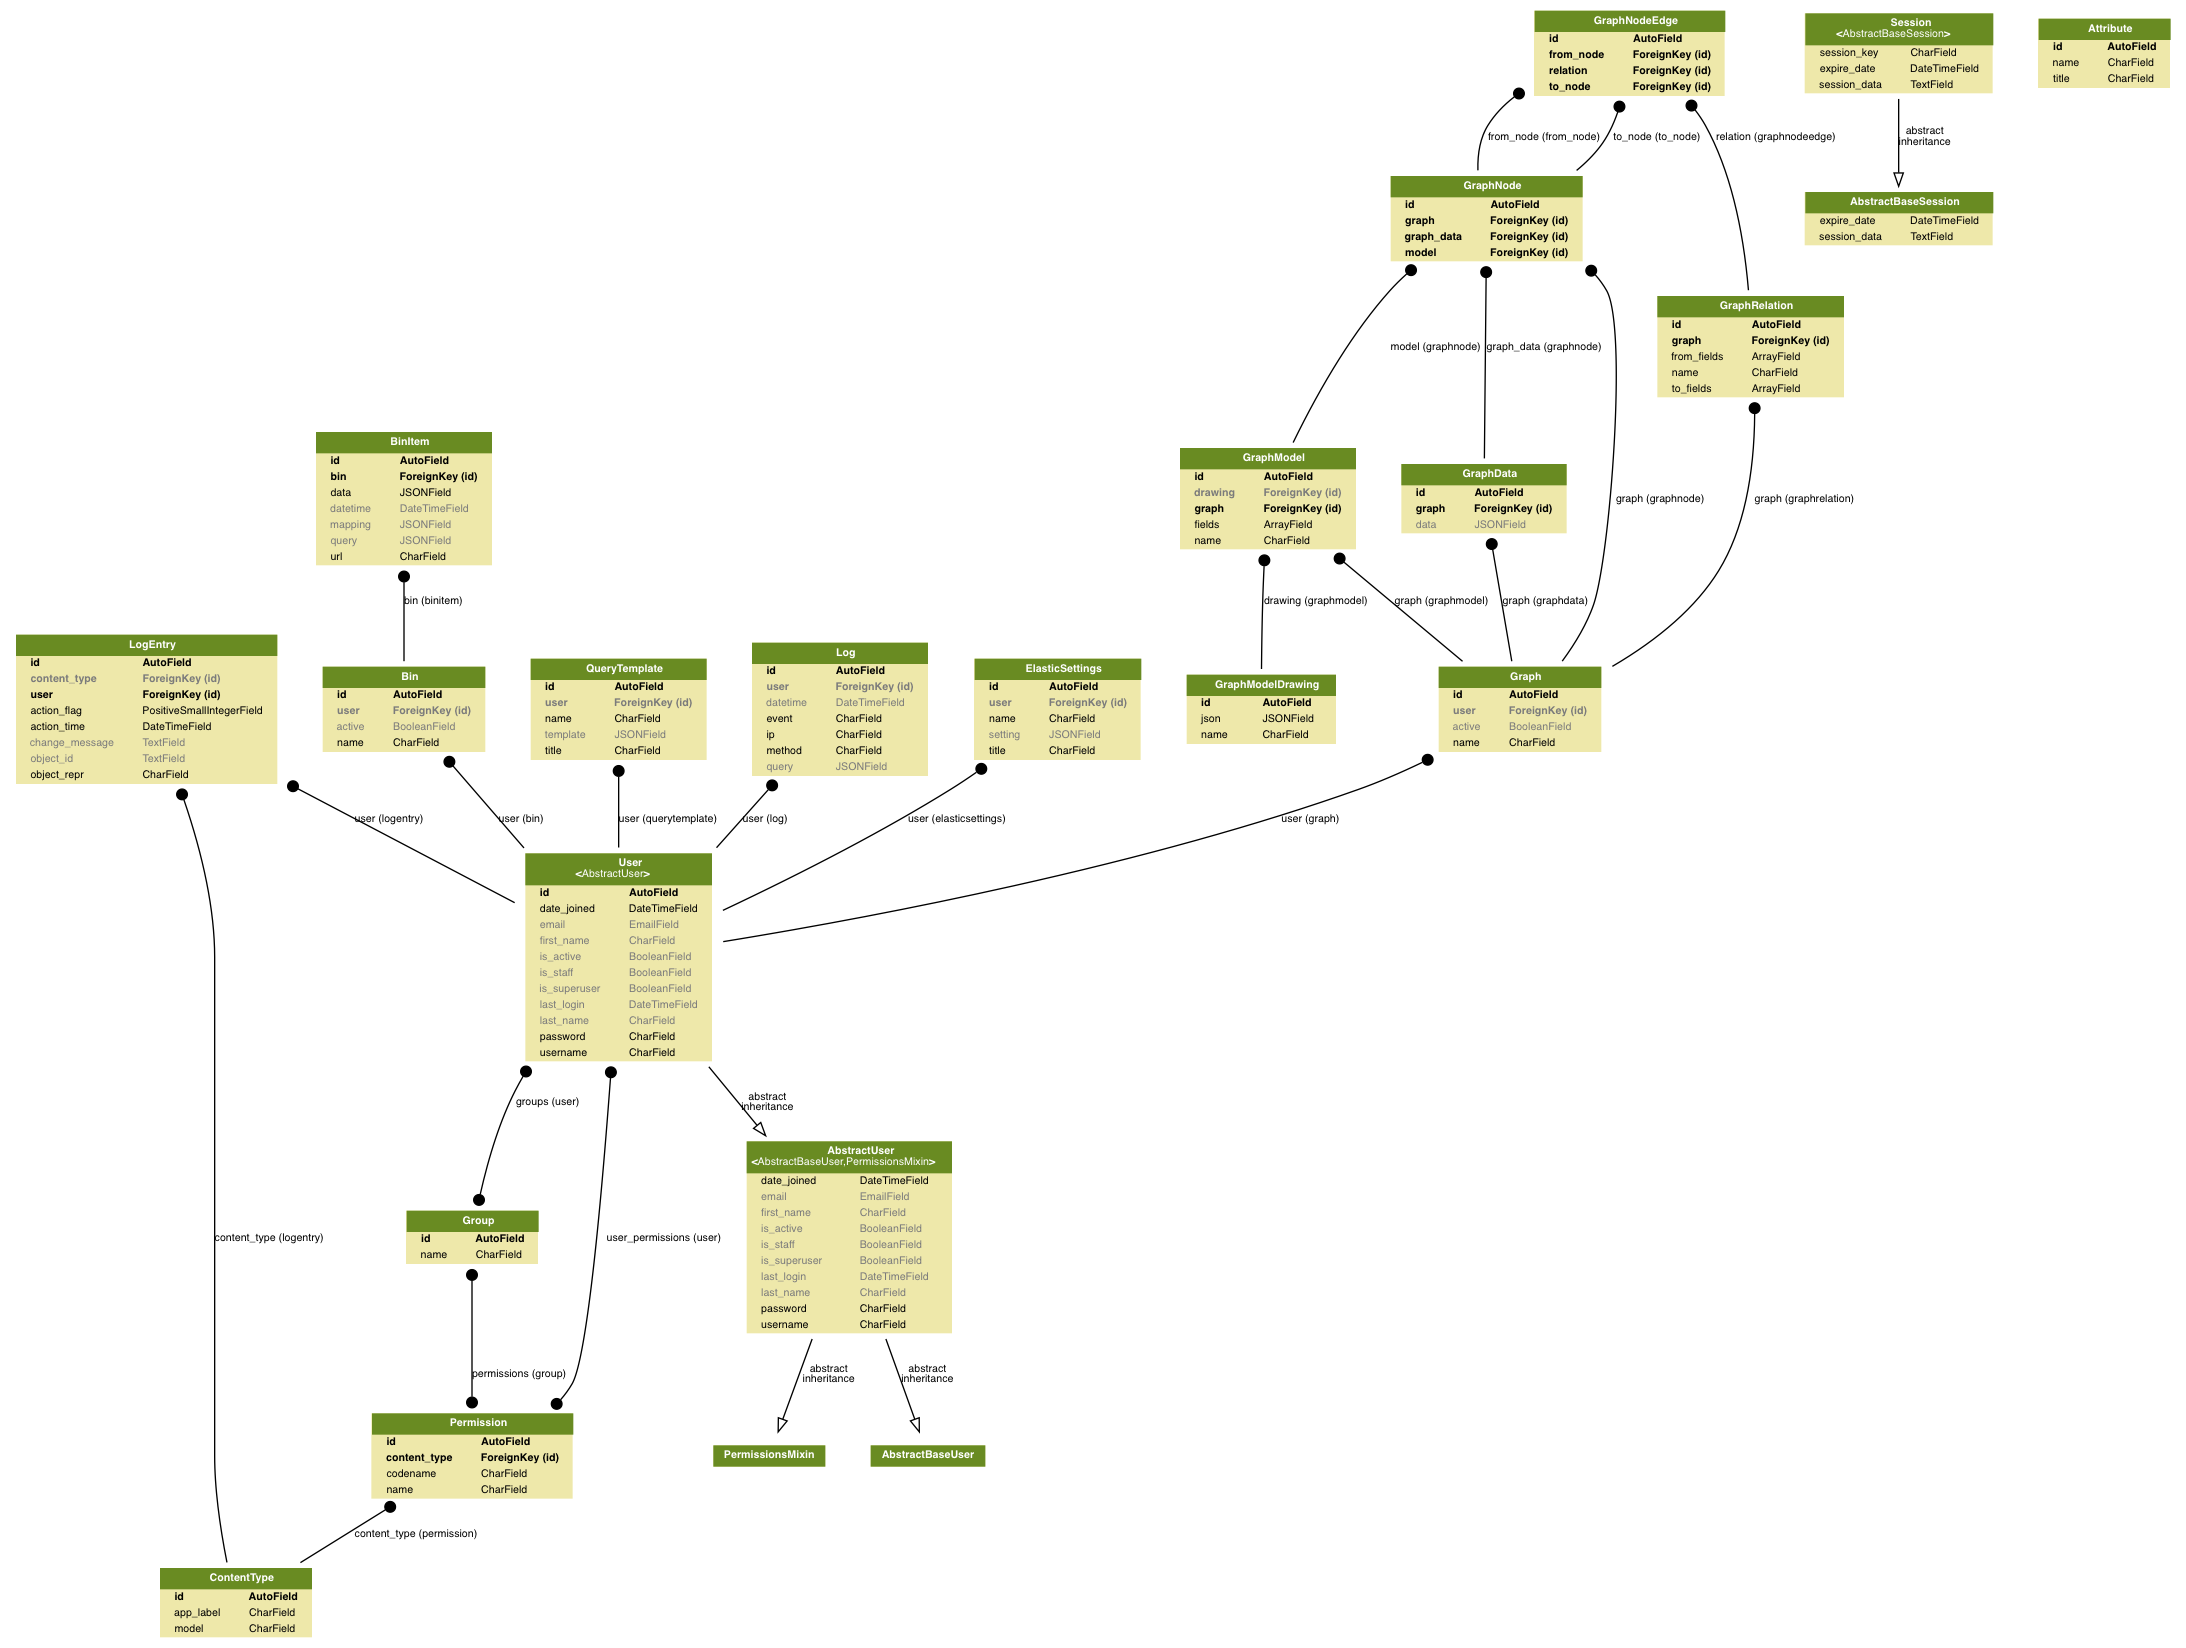 GraphNodeEdge
id AutoField
from_node ForeignKey (id)
relation ForeignKey (id)
to_node ForeignKey (id)
Session
<AbstractBaseSession>
session_key CharField
expire_date DateTimeField
session_data TextField
Attribute
id AutoField
name CharField
title CharField
from_node (from_node)
to_node (to_node)
relation (graphnodeedge)
abstract
inheritance
GraphNode
id AutoField
graph ForeignKey (id)
graph_data ForeignKey (id)
model ForeignKey (id)
AbstractBaseSession
expire_date DateTimeField
session_data TextField
GraphRelation
id AutoField
graph ForeignKey (id)
from_fields ArrayField
name CharField
to_fields ArrayField
model (graphnode)
graph_data (graphnode)
BinItem
id AutoField
bin ForeignKey (id)
data JSONField
datetime DateTimeField
mapping JSONField
query JSONField
url CharField
GraphModel
id AutoField
drawing ForeignKey (id)
graph ForeignKey (id)
fields ArrayField
name CharField
GraphData
id AutoField
graph ForeignKey (id)
data JSONField
graph (graphnode)
graph (graphrelation)
bin (binitem)
drawing (graphmodel)
graph (graphmodel)
graph (graphdata)
LogEntry
id AutoField
content_type ForeignKey (id)
user ForeignKey (id)
action_flag PositiveSmallIntegerField
action_time DateTimeField
change_message TextField
object_id TextField
object_repr CharField
Bin
id AutoField
user ForeignKey (id)
active BooleanField
name CharField
QueryTemplate
id AutoField
user ForeignKey (id)
name CharField
template JSONField
title CharField
Log
id AutoField
user ForeignKey (id)
datetime DateTimeField
event CharField
ip CharField
method CharField
query JSONField
ElasticSettings
id AutoField
user ForeignKey (id)
name CharField
setting JSONField
title CharField
GraphModelDrawing
id AutoField
json JSONField
name CharField
Graph
id AutoField
user ForeignKey (id)
active BooleanField
name CharField
user (logentry)
user (bin)
user (querytemplate)
user (log)
user (elasticsettings)
user (graph)
User
<AbstractUser>
id AutoField
date_joined DateTimeField
email EmailField
first_name CharField
is_active BooleanField
is_staff BooleanField
is_superuser BooleanField
last_login DateTimeField
last_name CharField
password CharField
username CharField
groups (user)
abstract
inheritance
AbstractUser
<AbstractBaseUser,PermissionsMixin>
date_joined DateTimeField
email EmailField
first_name CharField
is_active BooleanField
is_staff BooleanField
is_superuser BooleanField
last_login DateTimeField
last_name CharField
password CharField
username CharField
Group
id AutoField
name CharField
content_type (logentry)
user_permissions (user)
permissions (group)
abstract
inheritance
abstract
inheritance
Permission
id AutoField
content_type ForeignKey (id)
codename CharField
name CharField
PermissionsMixin
AbstractBaseUser
content_type (permission)
ContentType
id AutoField
app_label CharField
model CharField